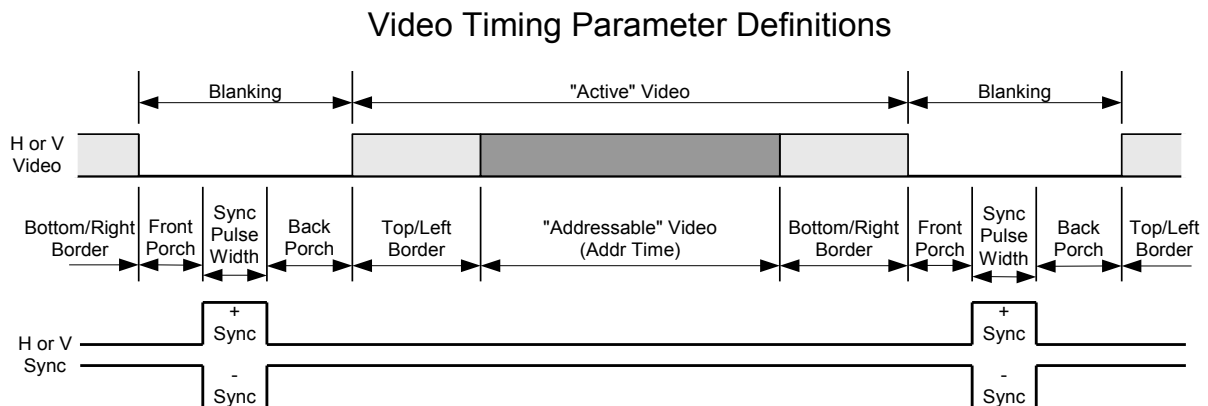 Video Timing Parameter Definitions
Blanking
"Active" Video
Blanking
H or V
Video
Bottom/Right
Border
Front
Porch
Sync
Pulse
Width
Back
Porch
Top/Left
Border
"Addressable" Video
(Addr Time)
Bottom/Right
Border
Front
Porch
Sync
Pulse
Width
Back
Porch
Top/Left
Border
H or V
Sync
+
Sync
-
Sync
+
Sync
-
Sync